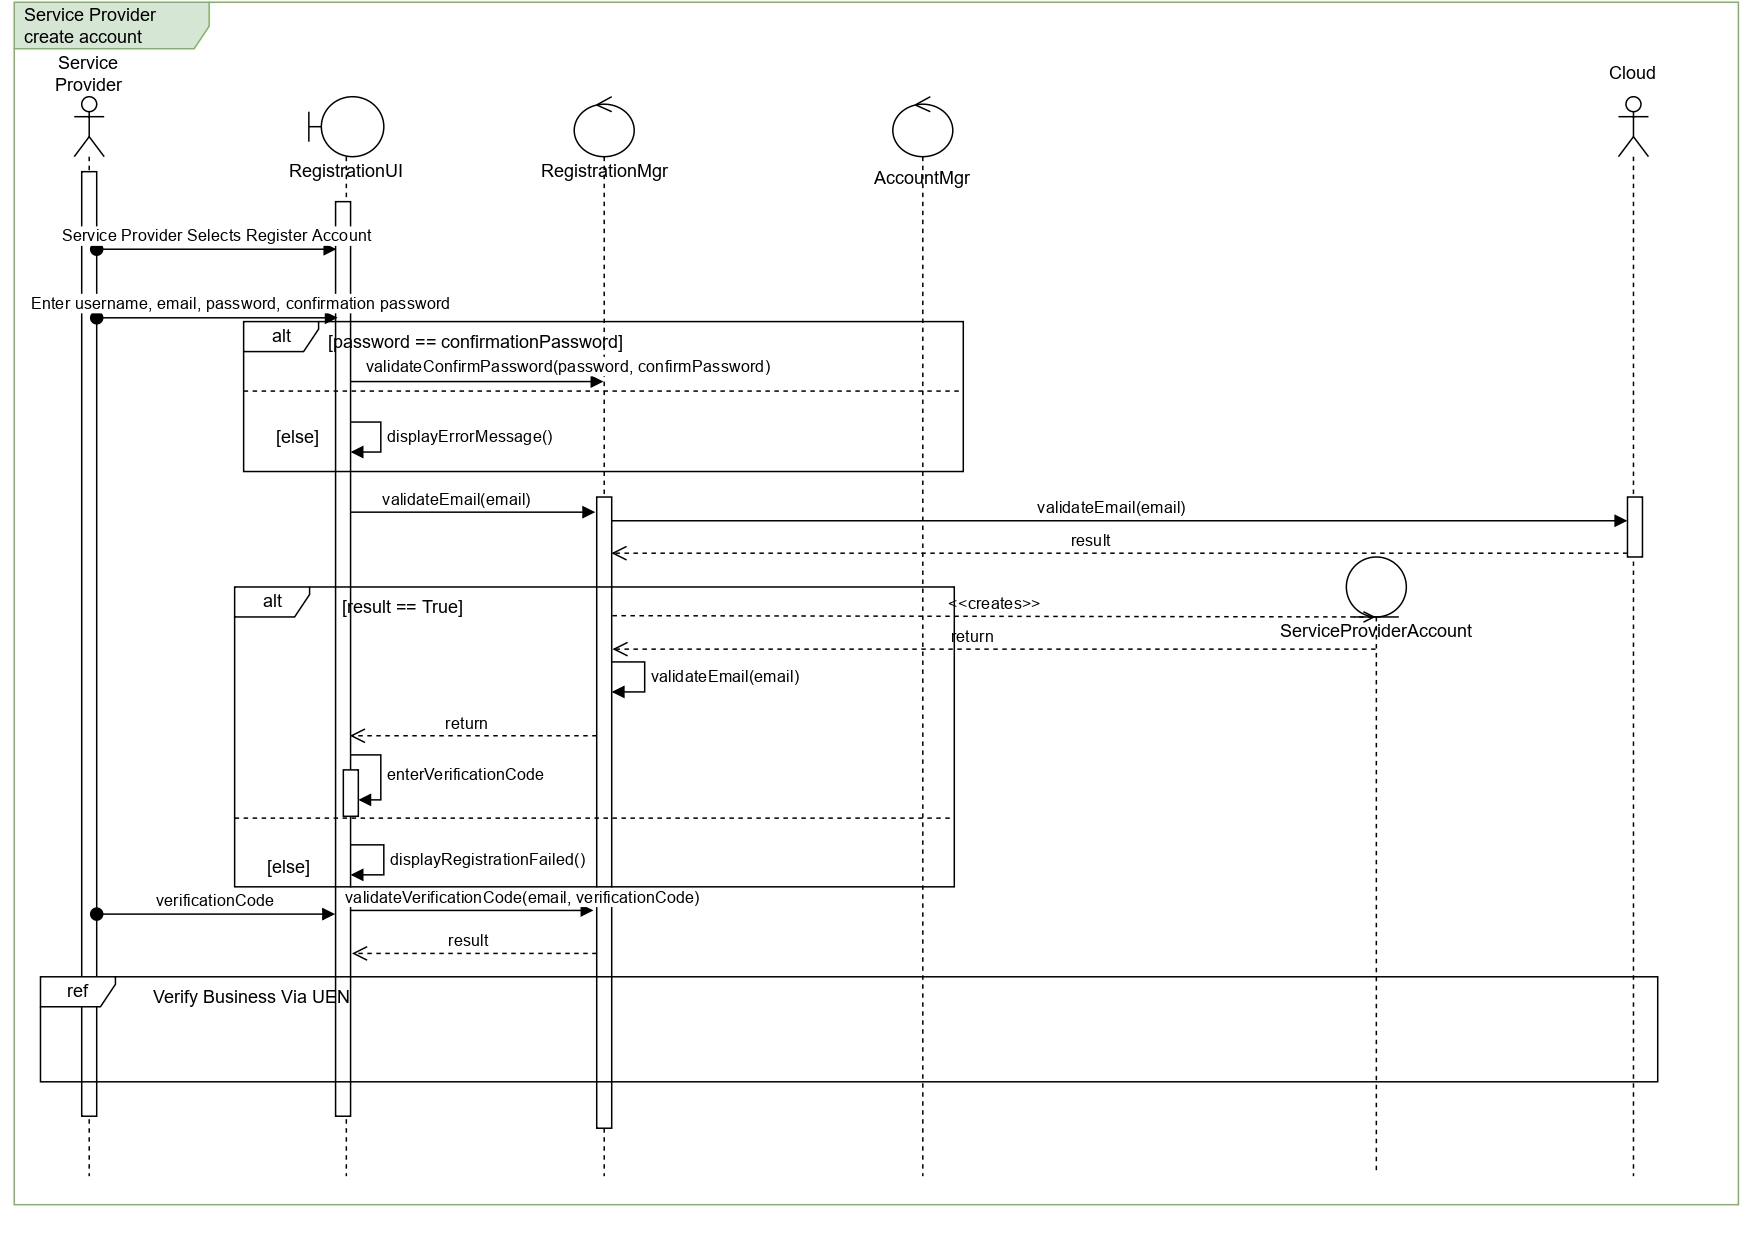 Service Provider
create account
Service
Provider
Cloud
RegistrationUI
RegistrationMgr
AccountMgr
Service Provider Selects Register Account
Enter username, email, password, confirmation password
alt
[password == confirmationPassword]
validateConfirmPassword(password, confirmPassword)
[else]
displayErrorMessage()
validateEmail(email)
validateEmail(email)
result
alt
[result == True]
<<creates>>
ServiceProviderAccount
return
validateEmail(email)
return
enterVerificationCode
[else]
displayRegistrationFailed()
verificationCode
validateVerificationCode(email, verificationCode)
result
ref
Verify Business Via UEN